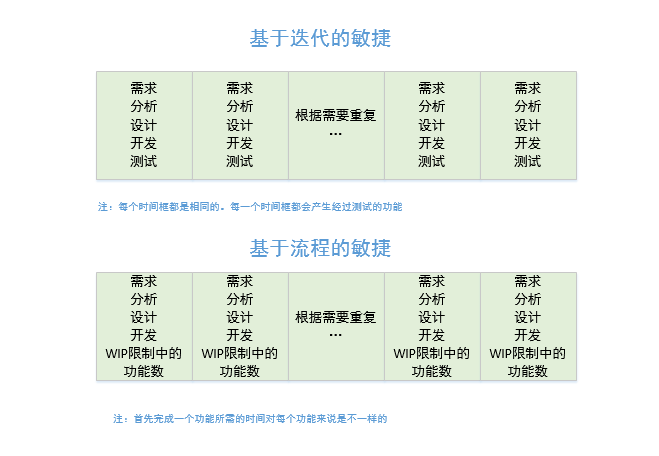 基于迭代的敏捷
需求
分析
设计
开发
测试
需求
分析
设计
开发
测试
根据需要重复
...
需求
分析
设计
开发
测试
需求
分析
设计
开发
测试
注：每个时间框都是相同的。每一个时间框都会产生经过测试的功能
基于流程的敏捷
需求
分析
设计
开发
WIP限制中的
功能数
需求
分析
设计
开发
WIP限制中的
功能数
根据需要重复
...
需求
分析
设计
开发
WIP限制中的
功能数
需求
分析
设计
开发
WIP限制中的
功能数
注：首先完成一个功能所需的时间对每个功能来说是不一样的